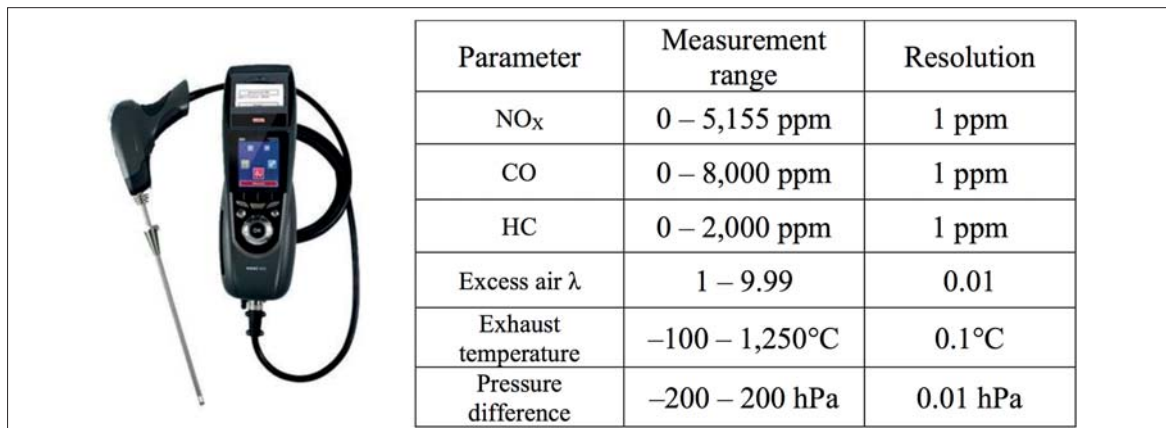 Parameter Measurement range Resolution
NOX 0 – 5,155 ppm 1 ppm
CO 0 – 8,000 ppm 1 ppm
HC 0 – 2,000 ppm 1 ppm
Excess air λ 1 – 9.99 0.01
Exhaust temperature –100 – 1,250°C 0.1°C
Pressure difference –200 – 200 hPa 0.01 hPa